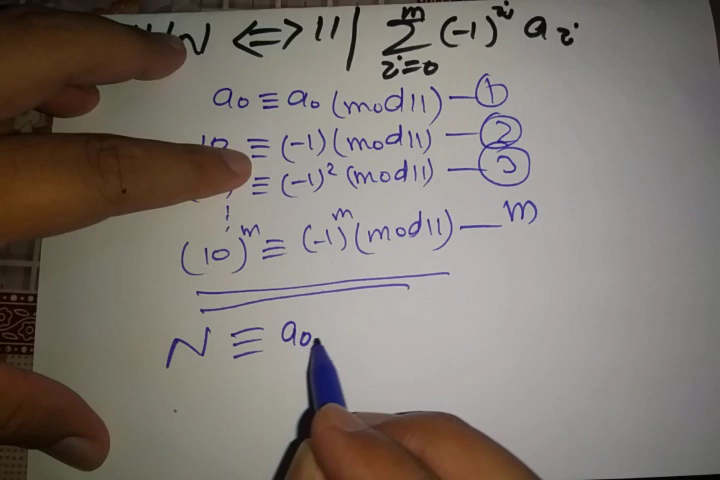 N ⟺ 11 | ∑_{i=0}^{m} (-1)^i a_i
a₀ ≡ a₀ (mod 11) — ①
10 ≡ (-1) (mod 11) — ②
≡ (-1)² (mod 11) — ③
(10)^m ≡ (-1)^m (mod 11) — m
N ≡ a₀